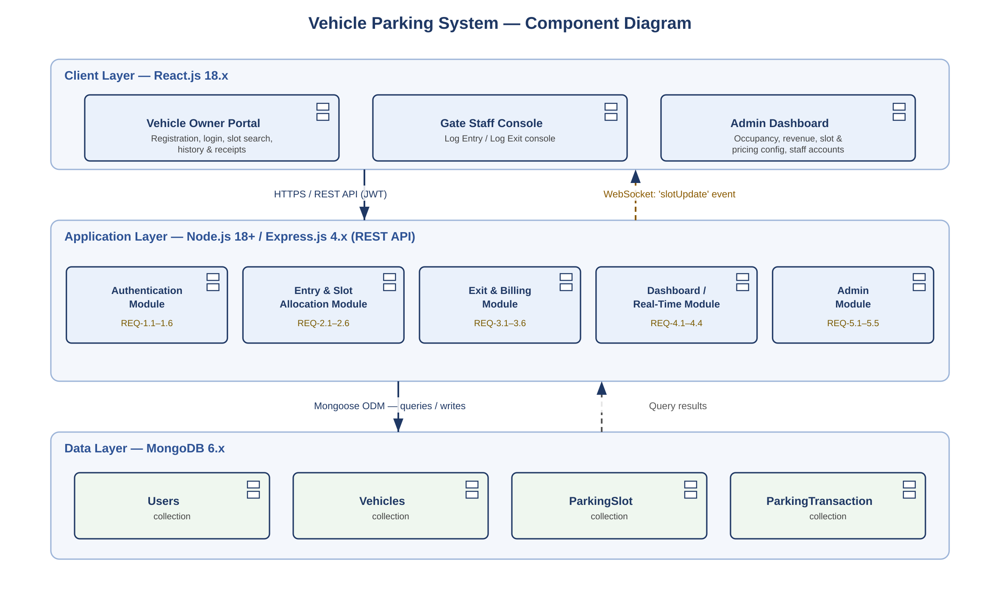 Vehicle Parking System — Component Diagram
Client Layer — React.js 18.x
Vehicle Owner Portal
Registration, login, slot search,
history & receipts
Gate Staff Console
Log Entry / Log Exit console
Admin Dashboard
Occupancy, revenue, slot &
pricing config, staff accounts
HTTPS / REST API (JWT)
WebSocket: 'slotUpdate' event
Application Layer — Node.js 18+ / Express.js 4.x (REST API)
Authentication
Module
REQ-1.1–1.6
Entry & Slot
Allocation Module
REQ-2.1–2.6
Exit & Billing
Module
REQ-3.1–3.6
Dashboard /
Real-Time Module
REQ-4.1–4.4
Admin
Module
REQ-5.1–5.5
Mongoose ODM — queries / writes
Query results
Data Layer — MongoDB 6.x
Users
collection
Vehicles
collection
ParkingSlot
collection
ParkingTransaction
collection